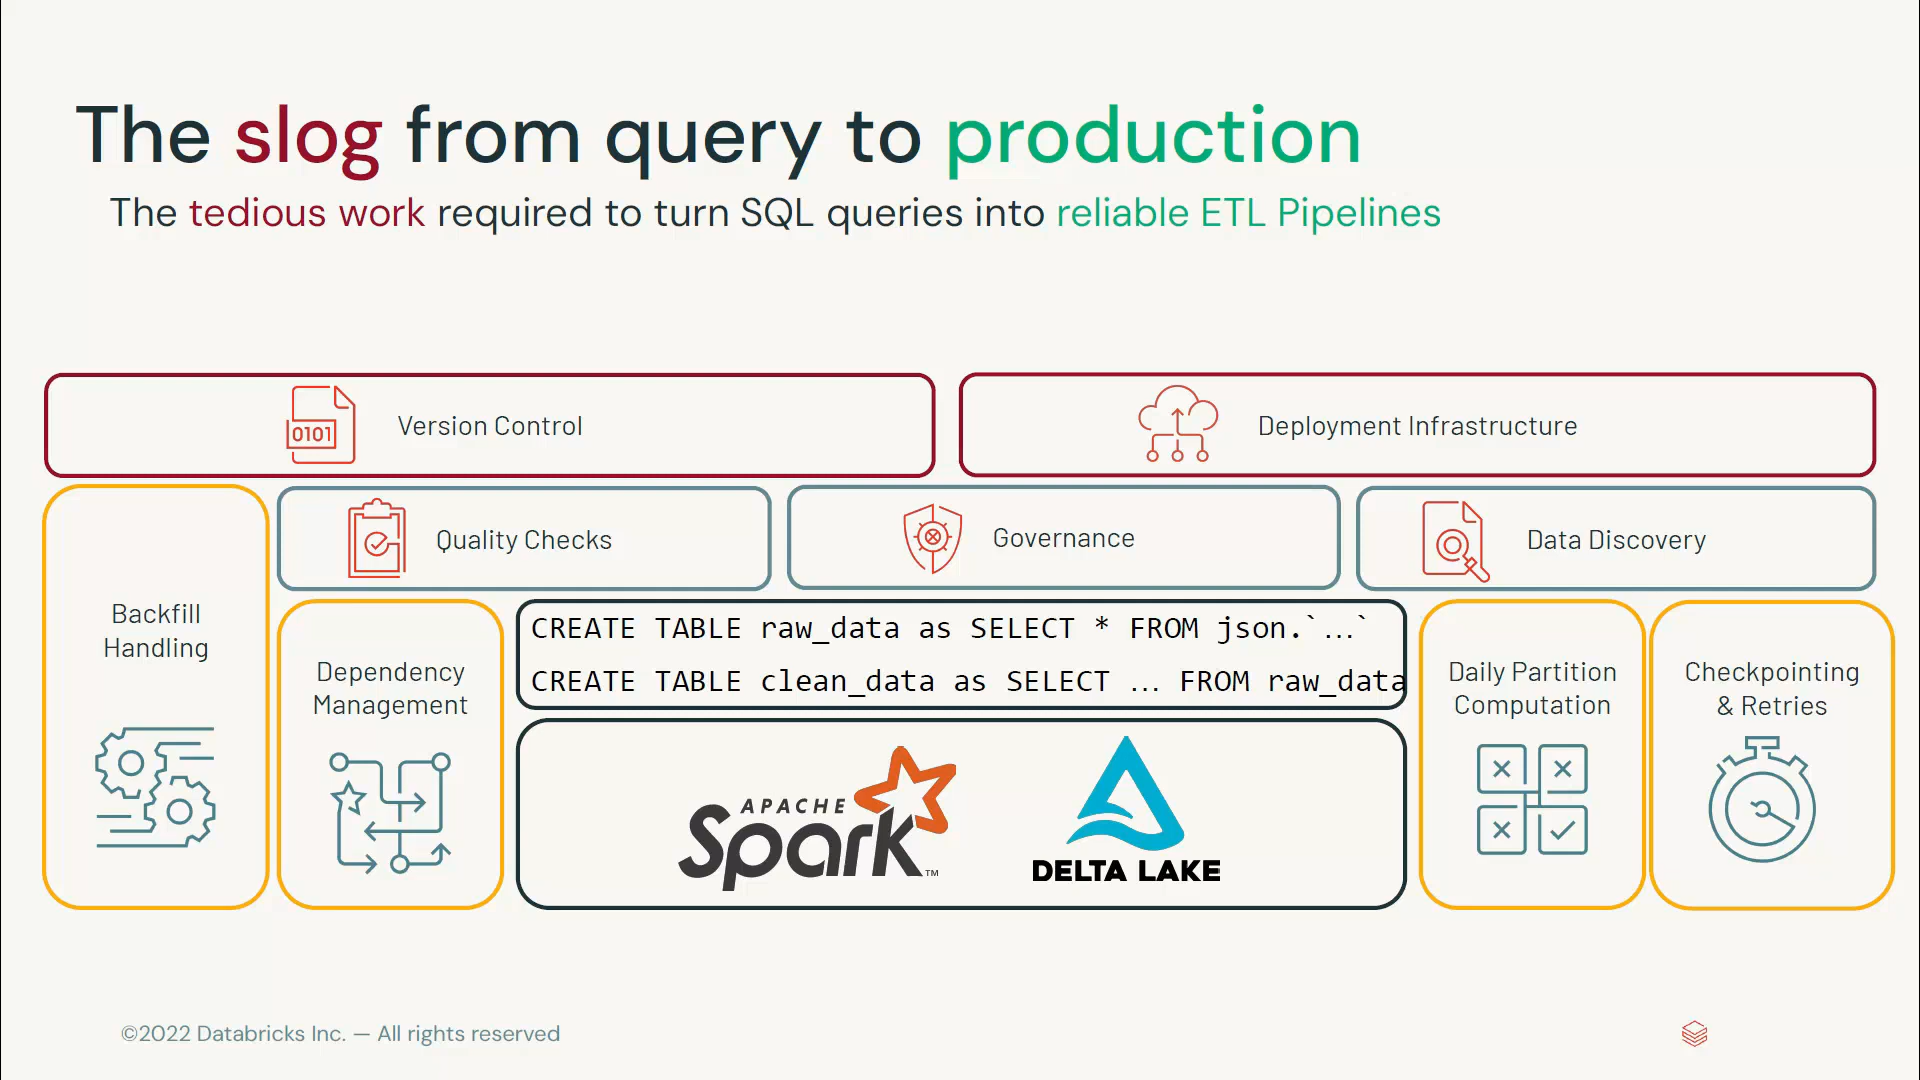 The slog from query to production
The tedious work required to turn SQL queries into reliable ETL Pipelines
0101
Version Control
Deployment Infrastructure
Backfill
Handling
Quality Checks
Governance
Data Discovery
Dependency
Management
CREATE TABLE raw_data as SELECT * FROM json.`…`
CREATE TABLE clean_data as SELECT … FROM raw_data
APACHE
Spark™
DELTA LAKE
Daily Partition
Computation
Checkpointing
& Retries
©2022 Databricks Inc. — All rights reserved